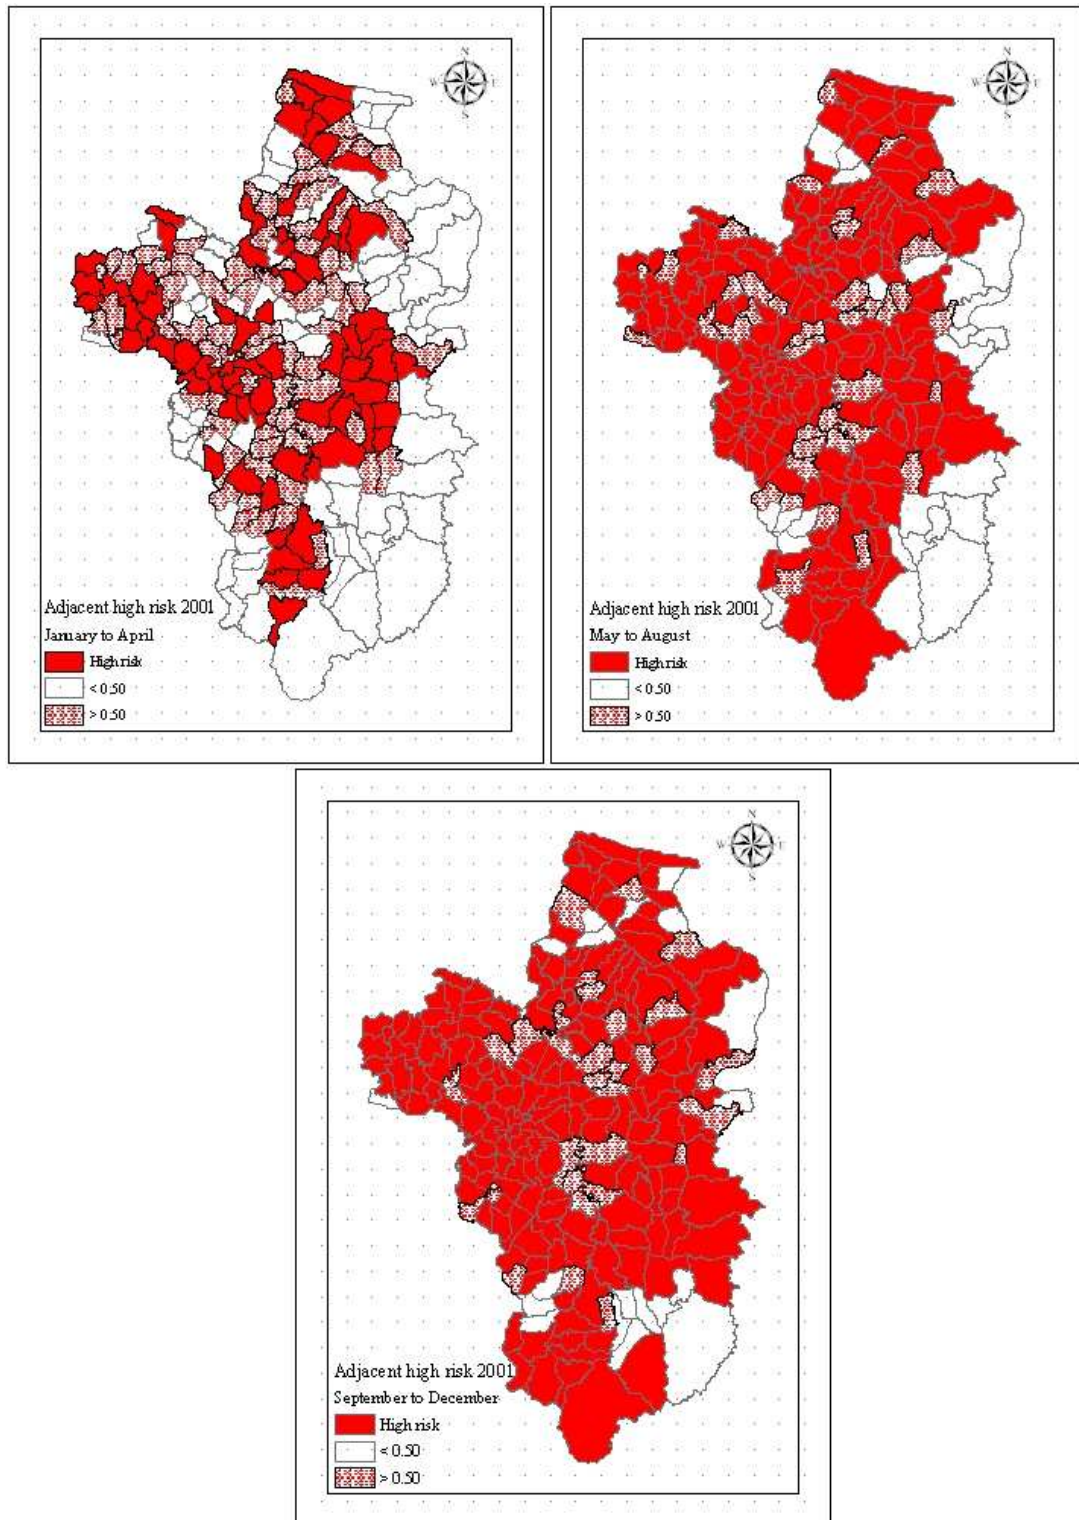 N
W E
S
Adjacent high risk 2001
January to April
High risk
< 0.50
> 0.50
N
W E
S
Adjacent high risk 2001
May to August
High risk
< 0.50
> 0.50
N
W E
S
Adjacent high risk 2001
September to December
High risk
< 0.50
> 0.50